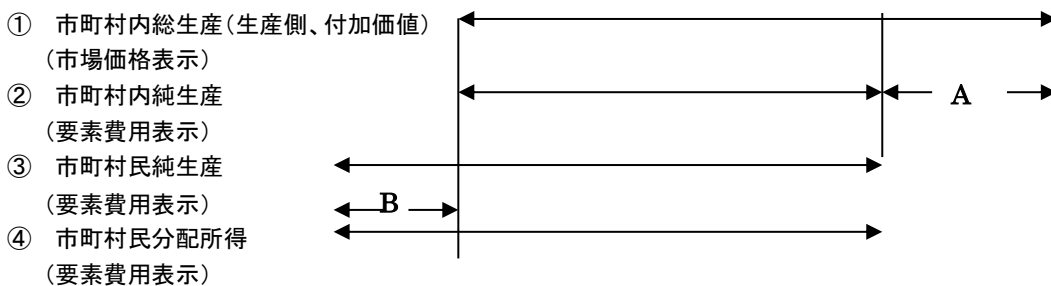 ① 市町村内総生産（生産側、付加価値）
（市場価格表示）
② 市町村内純生産
A
（要素費用表示）
③ 市町村民純生産
（要素費用表示）
B
④ 市町村民分配所得
（要素費用表示）